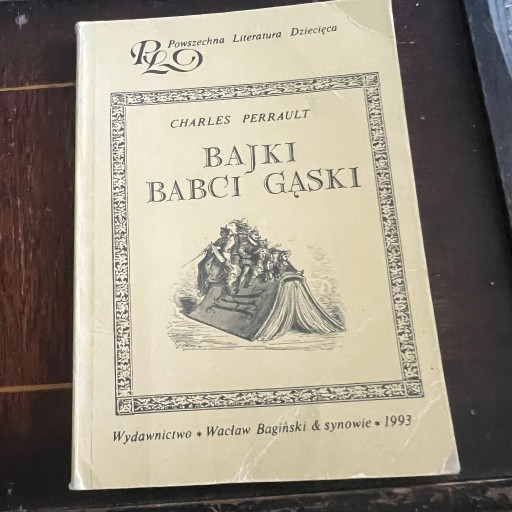 PLD Powszechna Literatura Dziecięca
CHARLES PERRAULT
BAJKI
BABCI GĄSKI
Wydawnictwo * Wacław Bagiński & synowie * 1993